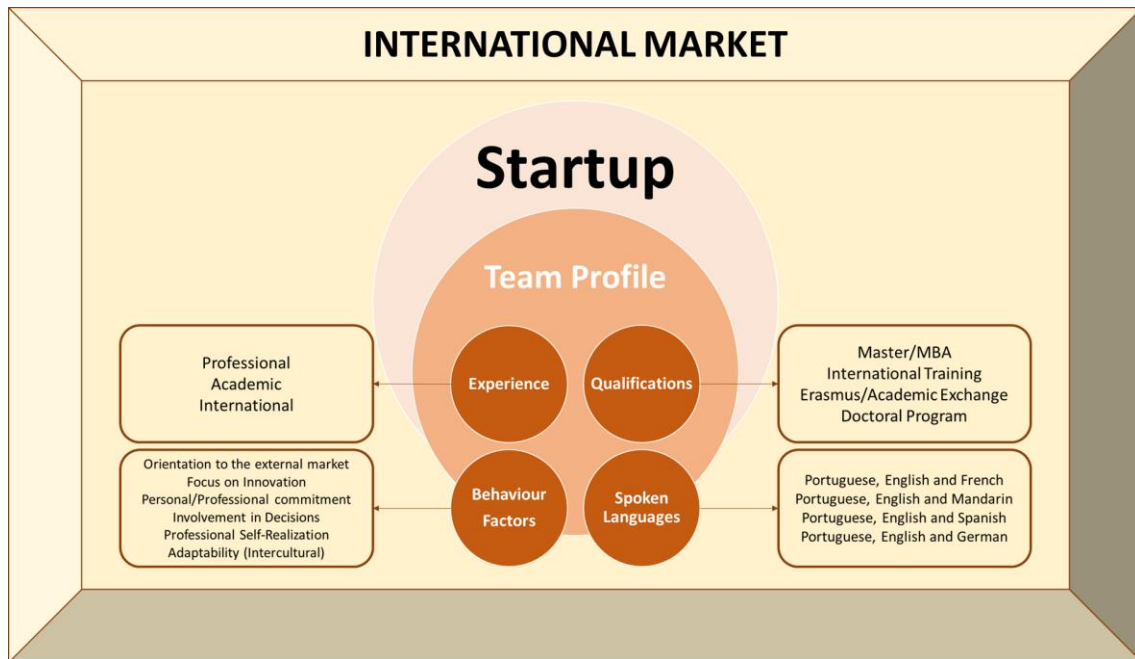 INTERNATIONAL MARKET
Startup
Team Profile
Professional
Academic
International
Experience
Qualifications
Master/MBA
International Training
Erasmus/Academic Exchange
Doctoral Program
Orientation to the external market
Focus on Innovation
Personal/Professional commitment
Involvement in Decisions
Professional Self-Realization
Adaptability (Intercultural)
Behaviour
Factors
Spoken
Languages
Portuguese, English and French
Portuguese, English and Mandarin
Portuguese, English and Spanish
Portuguese, English and German